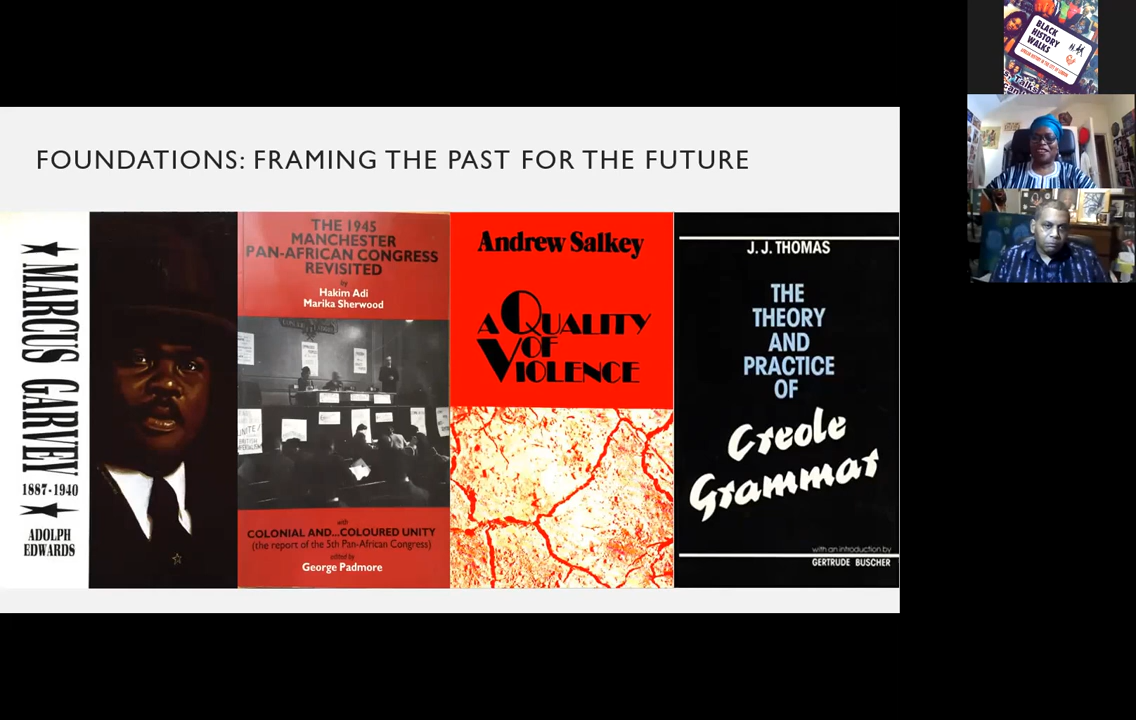 FOUNDATIONS: FRAMING THE PAST FOR THE FUTURE
MARCUS GARVEY
1887-1940
ADOLPH
EDWARDS
THE 1945
MANCHESTER
PAN-AFRICAN CONGRESS
REVISITED
by
Hakim Adi
Marika Sherwood
UNITE/
with
COLONIAL AND...COLOURED UNITY
(the report of the 5th Pan-African Congress)
edited by
George Padmore
Andrew Salkey
A QUALITY
OF
VIOLENCE
J. J. THOMAS
THE
THEORY
AND
PRACTICE
OF
Creole
Grammar
with an introduction by
GERTRUDE BUSCHER
BLACK
HISTORY
WALKS